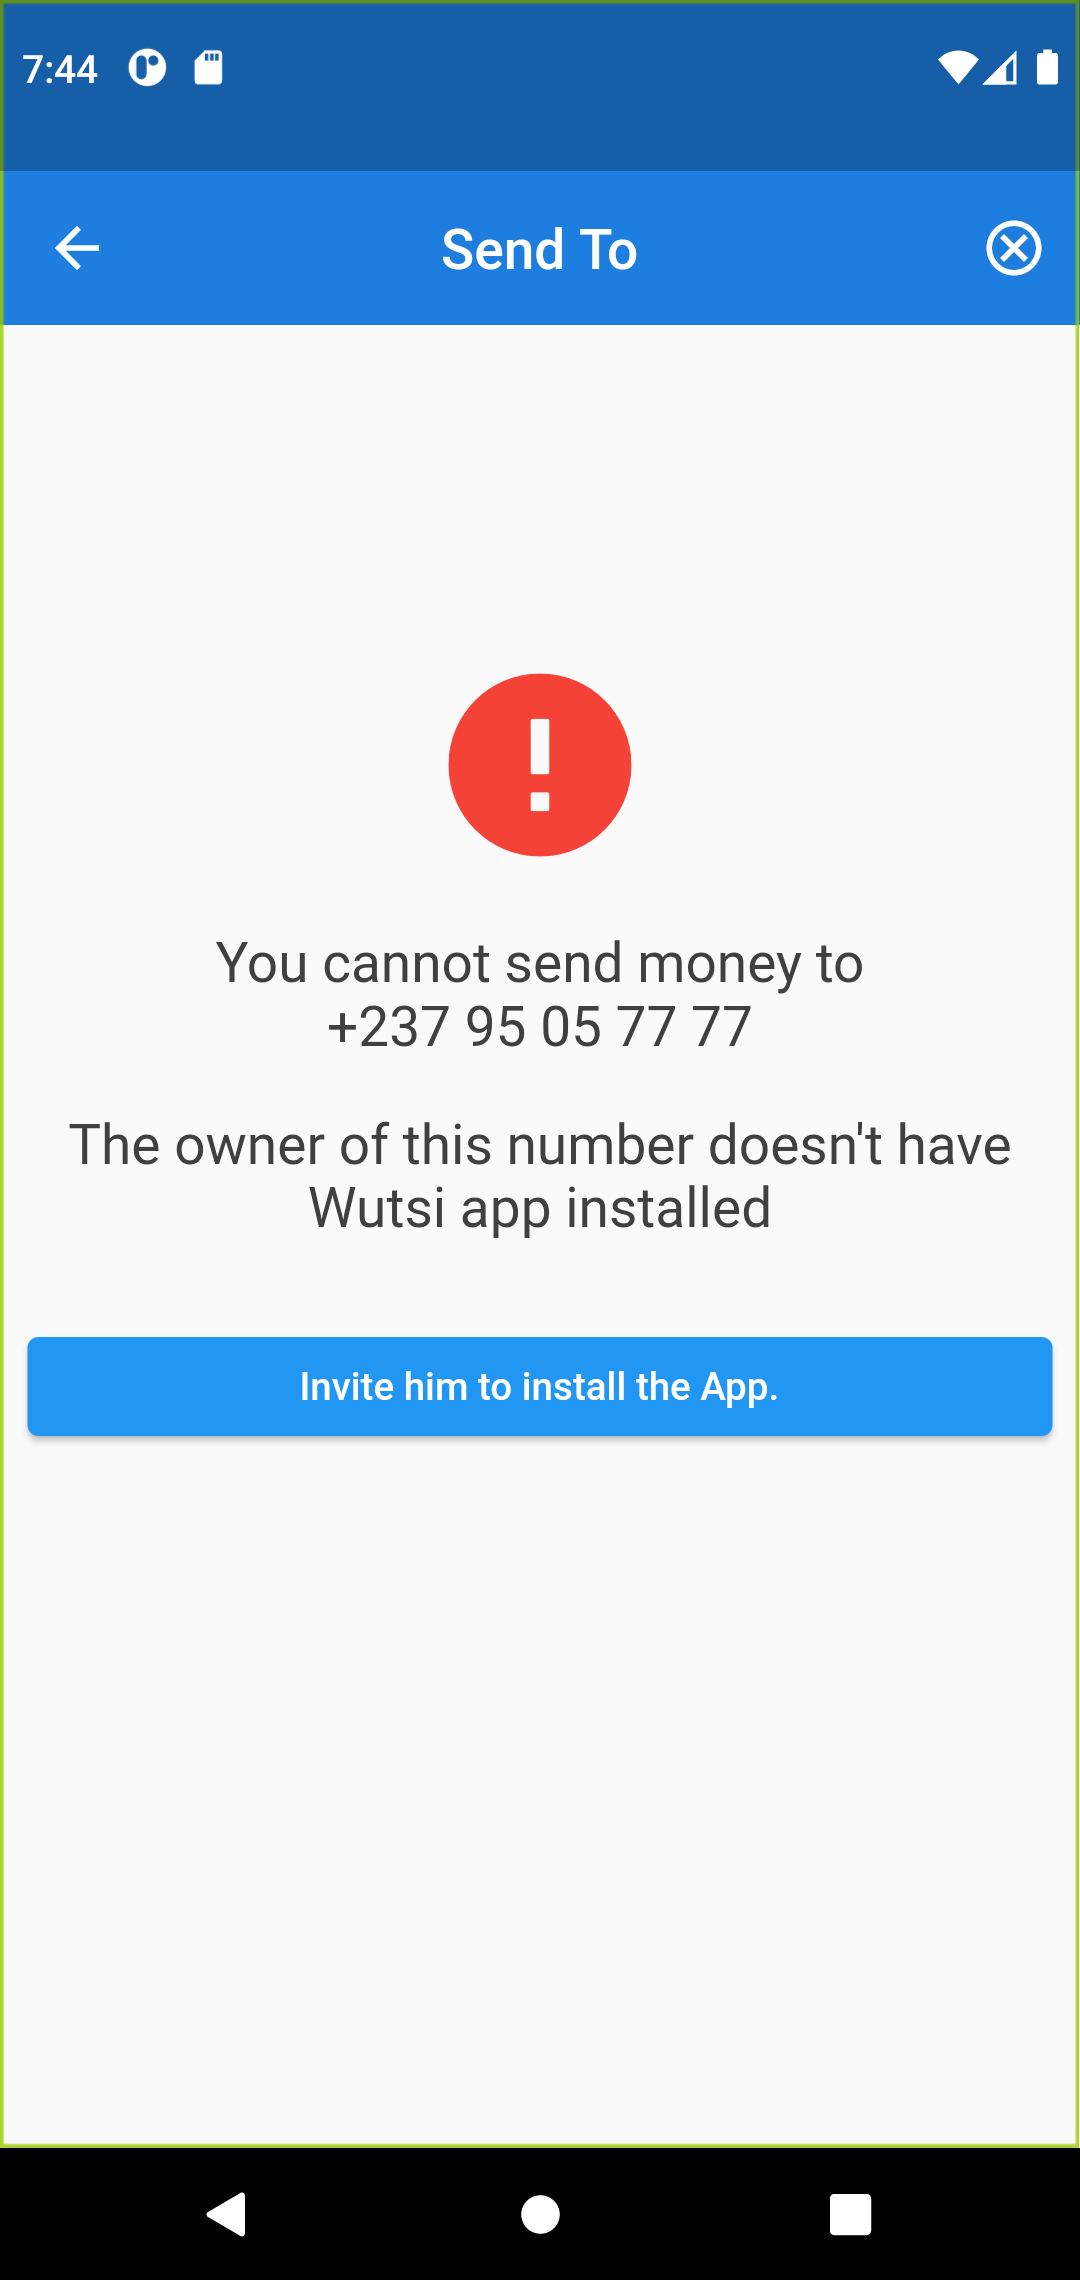 7:44
Send To
You cannot send money to
+237 95 05 77 77
The owner of this number doesn't have
Wutsi app installed
Invite him to install the App.